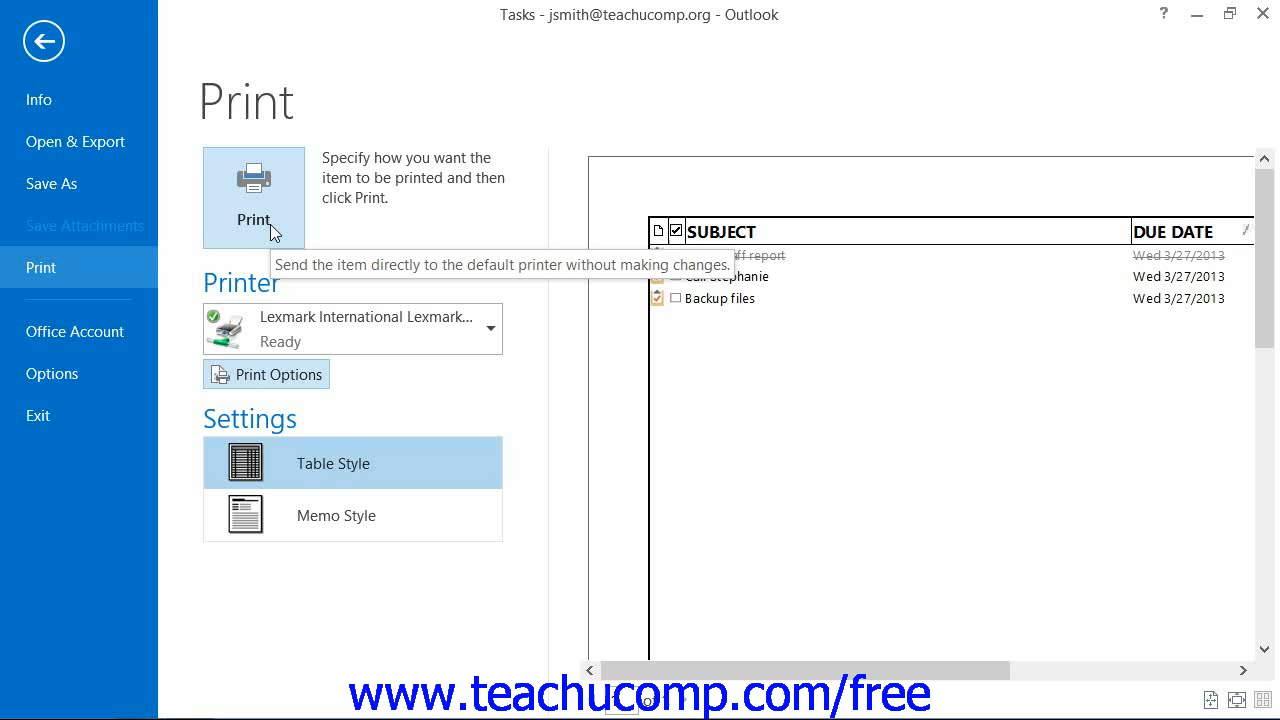 Tasks - jsmith@teachucomp.org - Outlook
?
Info
Open & Export
Save As
Save Attachments
Print
Office Account
Options
Exit
Print
Print
Specify how you want the
item to be printed and then
click Print.
Send the item directly to the default printer without making changes.
Printer
Lexmark International Lexmark...
Ready
Print Options
Settings
Table Style
Memo Style
SUBJECT DUE DATE
report Wed 3/27/2013
Stephanie Wed 3/27/2013
Backup files Wed 3/27/2013
www.teachucomp.com/free